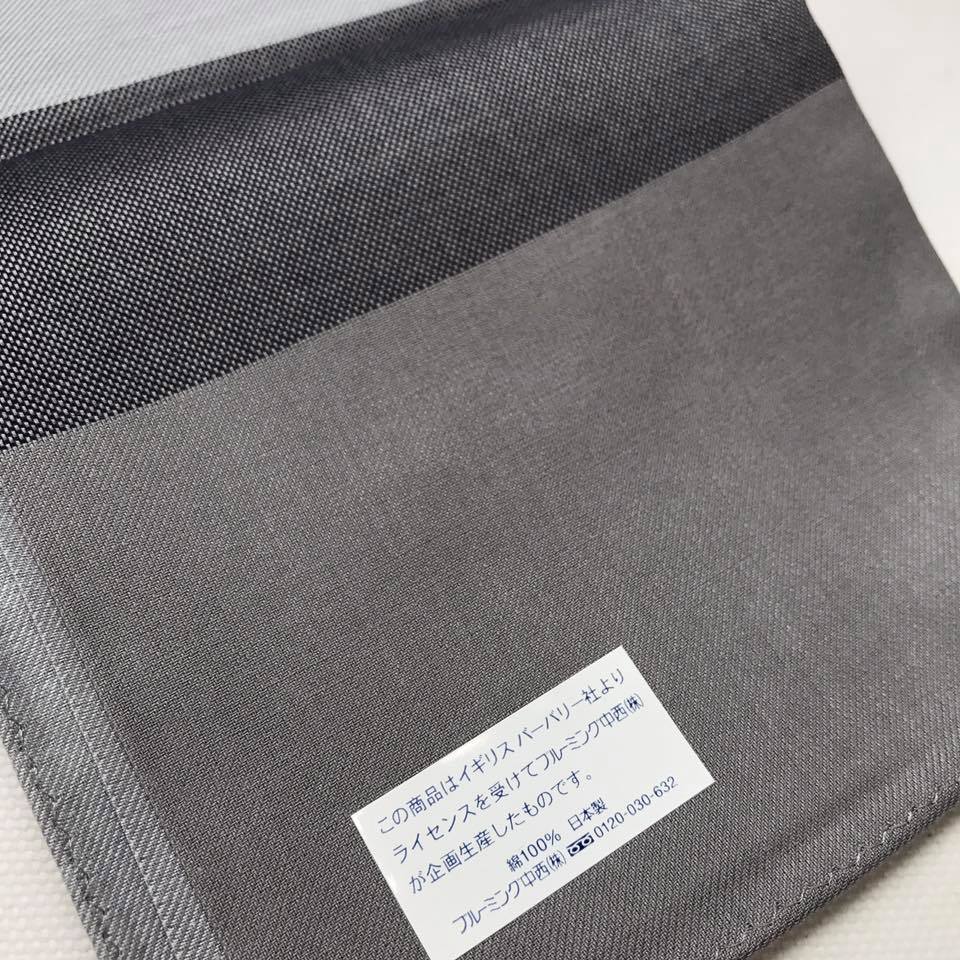 この商品はイギリス バーバリー社より
ライセンスを受けてブルーミング中西㈱
が企画生産したものです。
綿100% 日本製
ブルーミング中西㈱ 0120-030-632